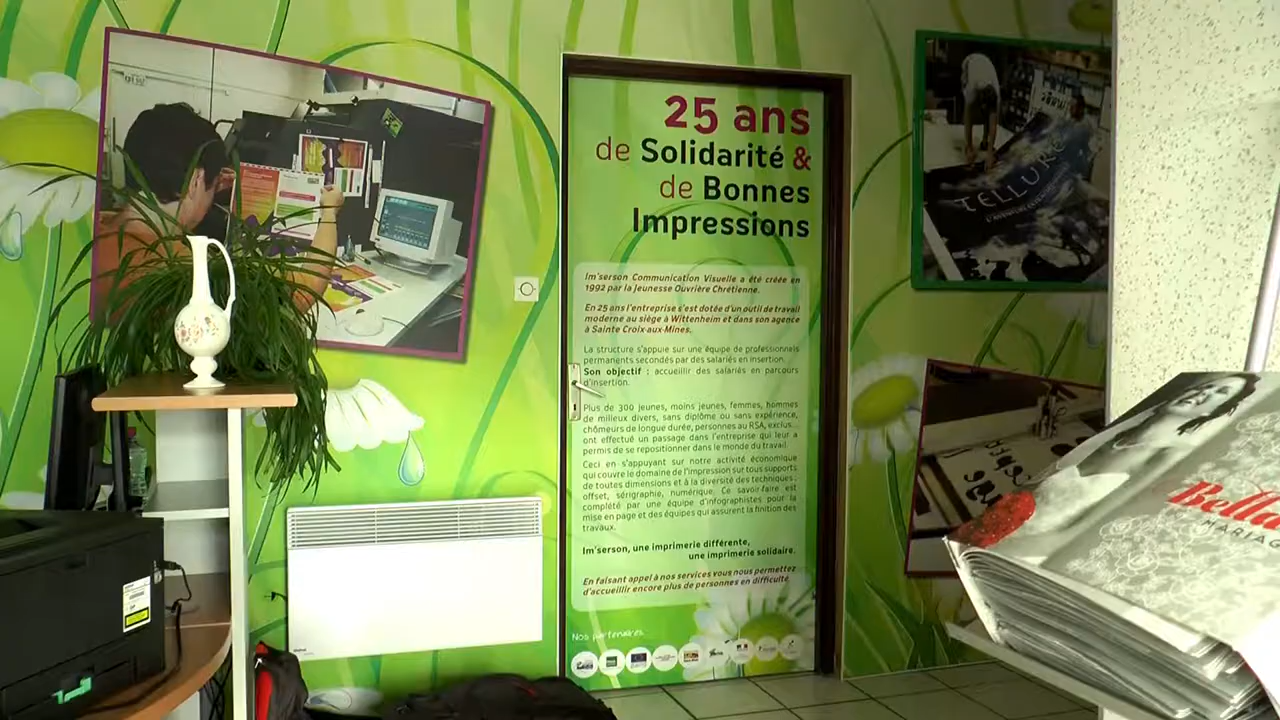 25 ans
de Solidarité &
de Bonnes
Impressions
Im'serson Communication Visuelle a été créée en
1992 par la Jeunesse Ouvrière Chrétienne.
En 25 ans l'entreprise s'est dotée d'un outil de travail
moderne au siège à Wittenheim et dans son agence
à Sainte Croix-aux-Mines.
La structure s'appuie sur une équipe de professionnels
permanents secondés par des salariés en insertion.
Son objectif : accueillir des salariés en parcours
d'insertion.
Plus de 300 jeunes, moins jeunes, femmes, hommes
de milieux divers, sans diplôme ou sans expérience,
chômeurs de longue durée, personnes au RSA, exclus...
ont effectué un passage dans l'entreprise qui leur a
permis de se repositionner dans le monde du travail.
Ceci en s'appuyant sur notre activité économique
qui couvre le domaine de l'impression sur tous supports
de toutes dimensions et à la diversité des techniques :
offset, sérigraphie, numérique. Ce savoir-faire est
complété par une équipe d'infographistes pour la
mise en page et des équipes qui assurent la finition des
travaux.
Im'serson, une imprimerie différente,
une imprimerie solidaire.
En faisant appel à nos services vous nous permettez
d'accueillir encore plus de personnes en difficulté.
Nos partenaires
TELLURE
Bella
MARIAG